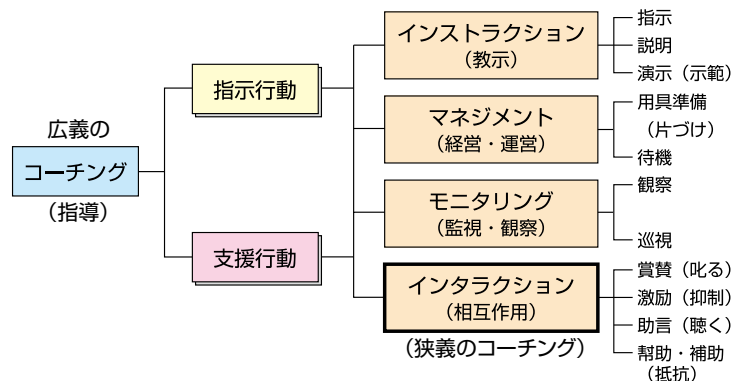 広義の
コーチング
（指導）
指示行動
支援行動
インストラクション
（教示）
指示
説明
演示（示範）
マネジメント
（経営・運営）
用具準備
（片づけ）
待機
モニタリング
（監視・観察）
観察
巡視
インタラクション
（相互作用）
（狭義のコーチング）
賞賛（叱る）
激励（抑制）
助言（聴く）
幇助・補助
（抵抗）